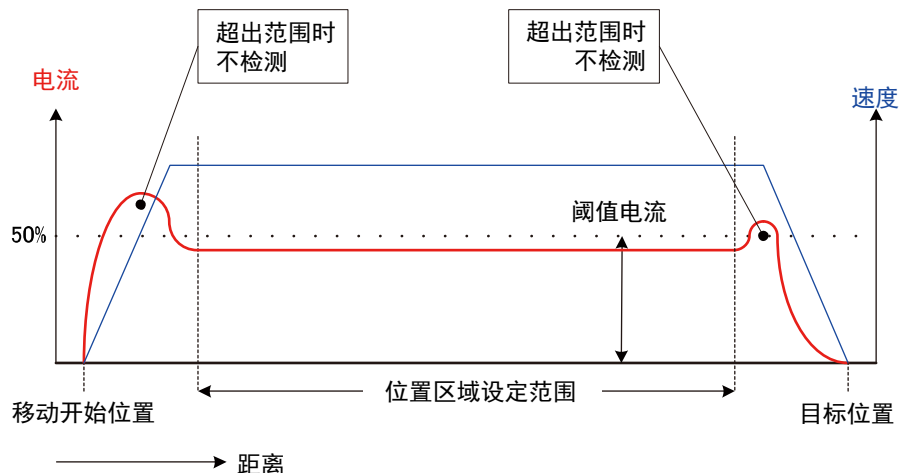 超出范围时
不检测
超出范围时
不检测
电流
速度
阈值电流
50%
位置区域设定范围
移动开始位置
目标位置
距离